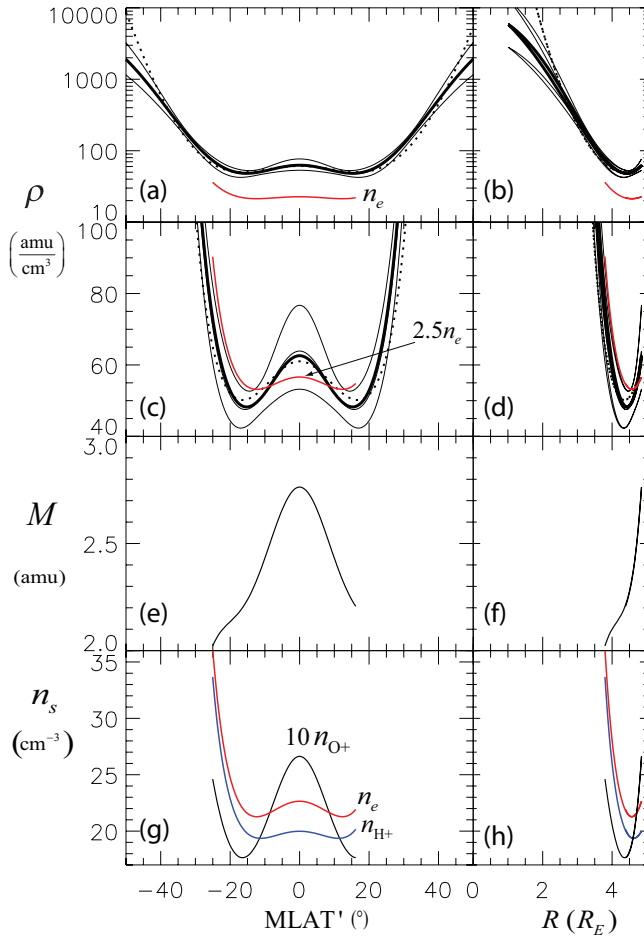 10000
1000
100
10
ρ
(amu/cm³)
(a)
n_e
(b)
100
80
60
40
2.5n_e
(c)
(d)
3.0
2.5
2.0
M
(amu)
(e)
(f)
35
30
25
20
n_s
(cm⁻³)
10 n_O+
n_e
n_H+
(g)
(h)
−40 −20 0 20 40
0 2 4
MLAT' (°)
R (R_E)